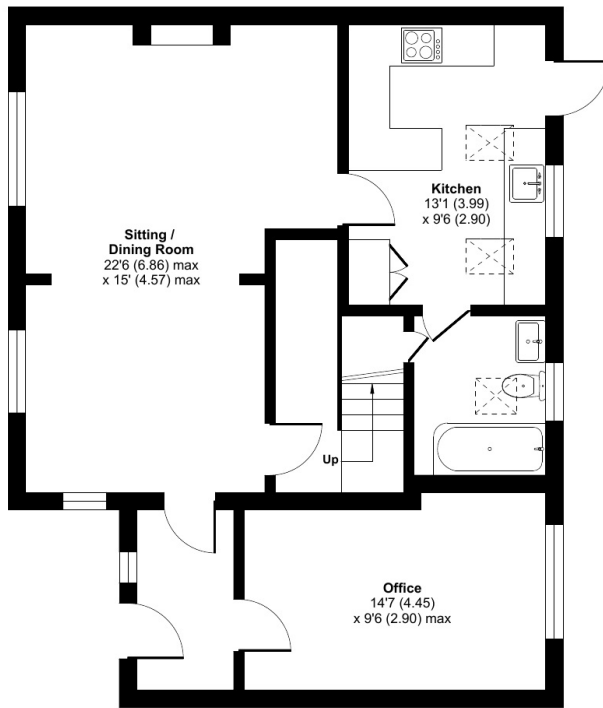 Kitchen
13'1 (3.99)
x 9'6 (2.90)
Sitting /
Dining Room
22'6 (6.86) max
x 15' (4.57) max
Up
Office
14'7 (4.45)
x 9'6 (2.90) max